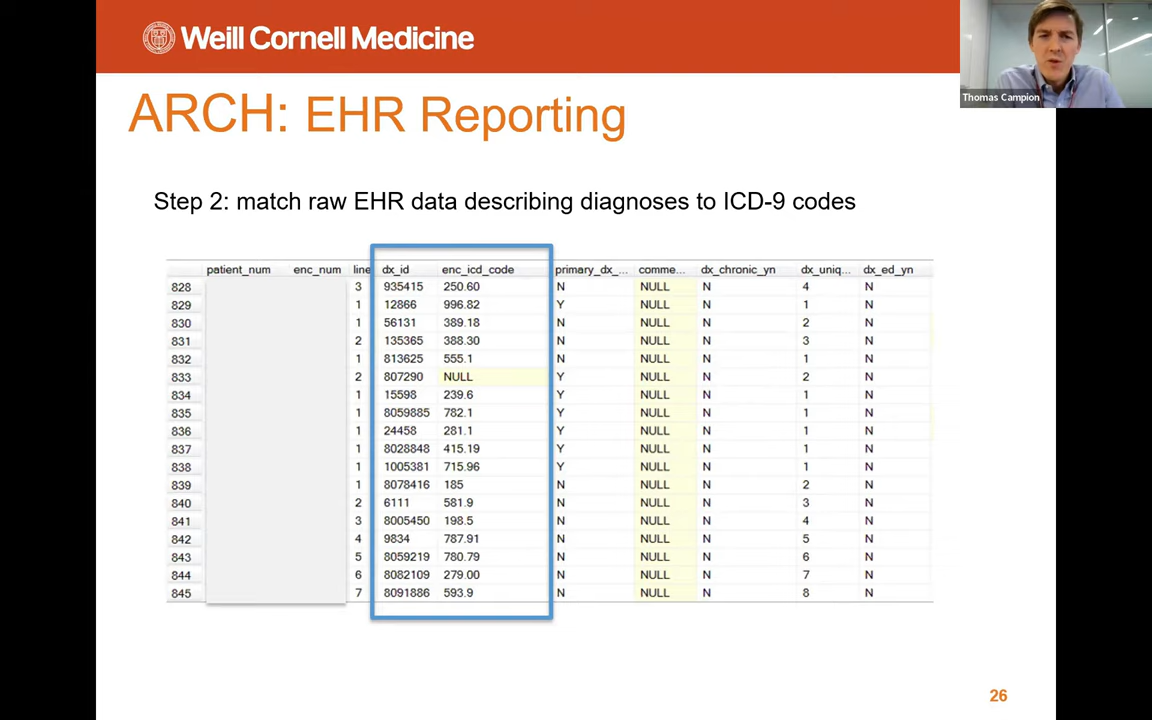 Weill Cornell Medicine
Thomas Campion
ARCH: EHR Reporting
Step 2: match raw EHR data describing diagnoses to ICD-9 codes
patient_num enc_num line dx_id enc_icd_code primary_dx_... comme... dx_chronic_yn dx_uniq... dx_ed_yn
828 3 935415 250.60 N NULL N 4 N
829 1 12866 996.82 Y NULL N 1 N
830 1 56131 389.18 N NULL N 2 N
831 2 135365 388.30 N NULL N 3 N
832 1 813625 555.1 N NULL N 1 N
833 2 807290 NULL Y NULL N 2 N
834 1 15598 239.6 Y NULL N 1 N
835 1 8059885 782.1 Y NULL N 1 N
836 1 24458 281.1 Y NULL N 1 N
837 1 8028848 415.19 Y NULL N 1 N
838 1 1005381 715.96 Y NULL N 1 N
839 1 8078416 185 N NULL N 2 N
840 2 6111 581.9 N NULL N 3 N
841 3 8005450 198.5 N NULL N 4 N
842 4 9834 787.91 N NULL N 5 N
843 5 8059219 780.79 N NULL N 6 N
844 6 8082109 279.00 N NULL N 7 N
845 7 8091886 593.9 N NULL N 8 N
26